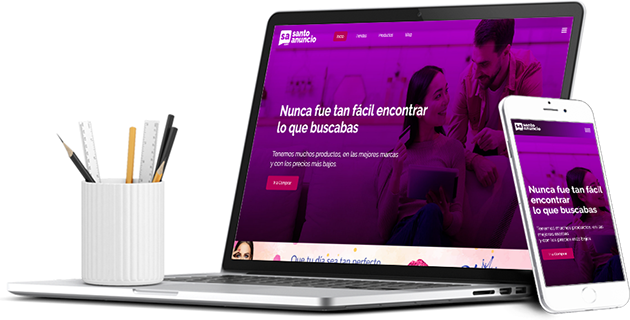 sa santo
anuncio
Inicio Tiendas Productos Blog
Nunca fue tan fácil encontrar
lo que buscabas
Tenemos muchos productos, en las mejores marcas
y con los precios más bajos
Ir a Comprar
Que tu día sea tan perfecto
sa santo
anuncio
Nunca fue tan fácil
encontrar
lo que buscabas
Tenemos muchos productos, en las
mejores marcas
y con los precios más bajos
Ir a Comprar